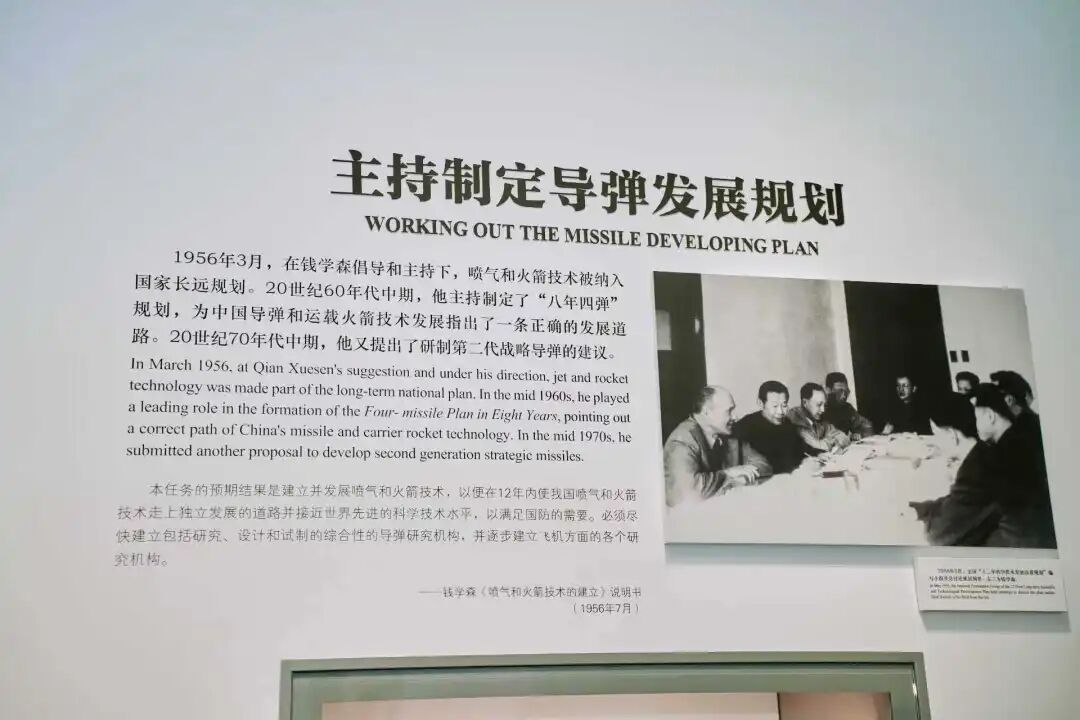 主持制定导弹发展规划
WORKING OUT THE MISSILE DEVELOPING PLAN
1956年3月，在钱学森倡导和主持下，喷气和火箭技术被纳入
国家长远规划。20世纪60年代中期，他主持制定了“八年四弹”
规划，为中国导弹和运载火箭技术发展指出了一条正确的发展道
路。20世纪70年代中期，他又提出了研制第二代战略导弹的建议。
In March 1956, at Qian Xuesen's suggestion and under his direction, jet and rocket
technology was made part of the long-term national plan. In the mid 1960s, he played
a leading role in the formation of the Four- missile Plan in Eight Years, pointing out
a correct path of China's missile and carrier rocket technology. In the mid 1970s, he
submitted another proposal to develop second generation strategic missiles.
本任务的预期结果是建立并发展喷气和火箭技术，以便在12年内使我国喷气和火箭
技术走上独立发展的道路并接近世界先进的科学技术水平，以满足国防的需要。必须尽
快建立包括研究、设计和试制的综合性的导弹研究机构，并逐步建立飞机方面的各个研
究机构。
——钱学森《喷气和火箭技术的建立》说明书
（1956年7月）